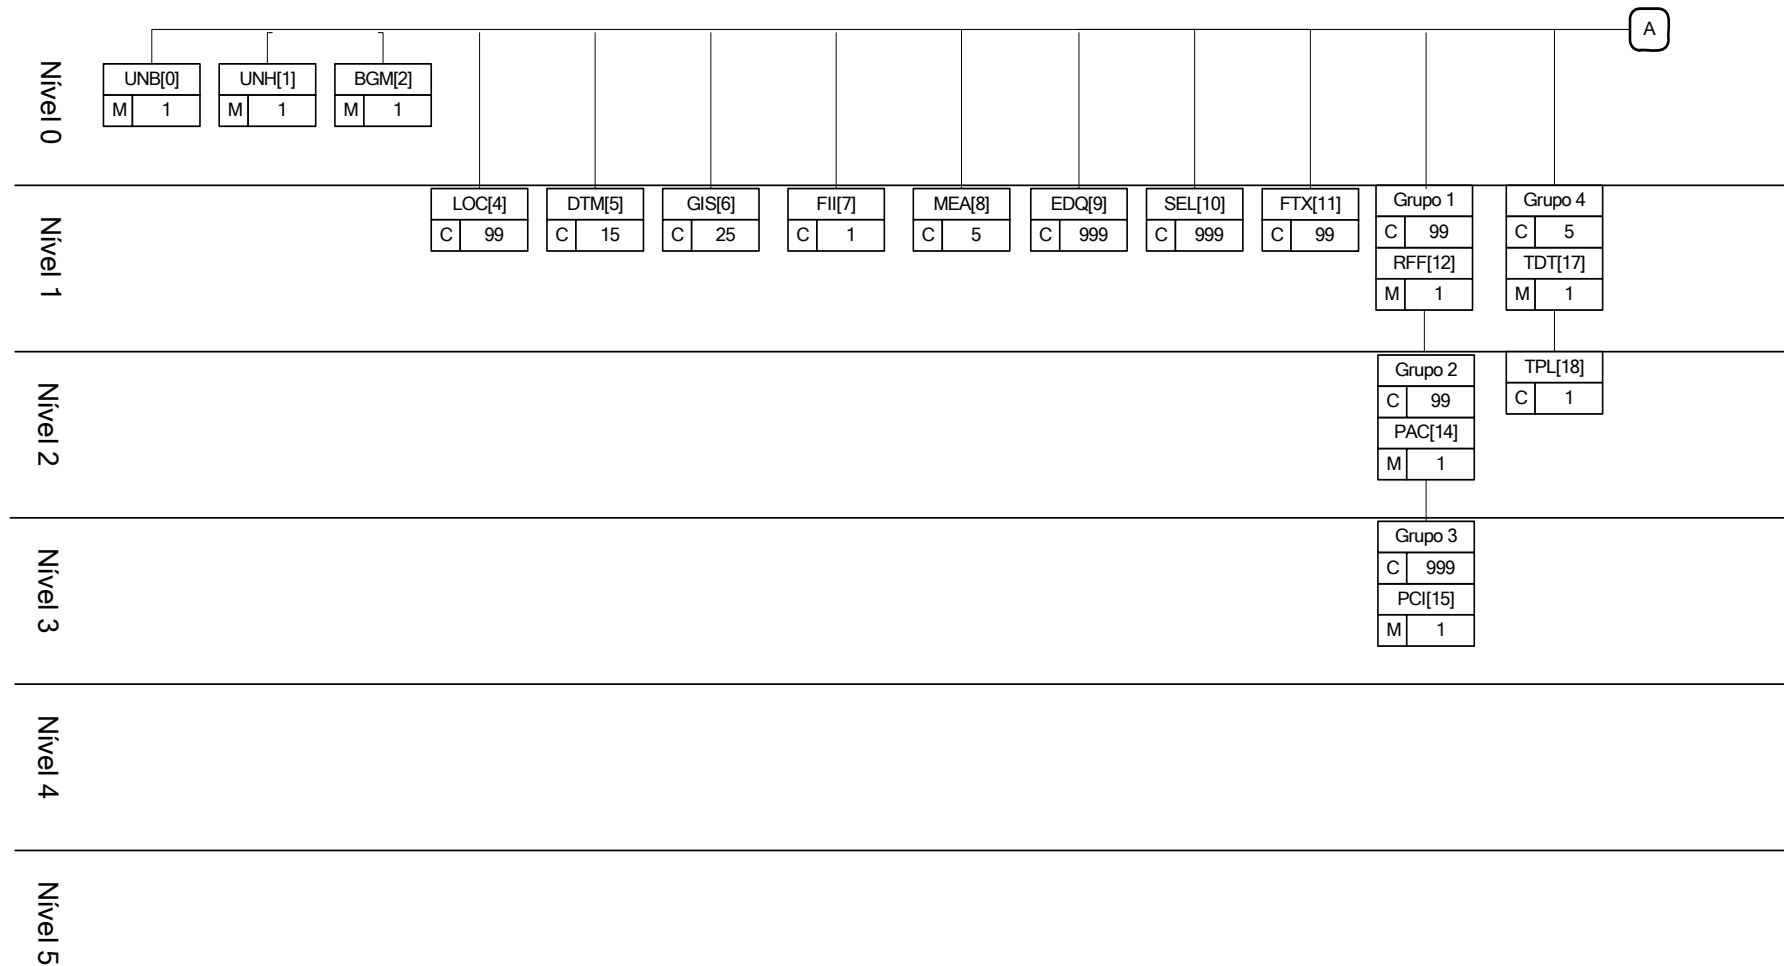 A
Nível 0
UNB[0] UNH[1] BGM[2]
M 1 M 1 M 1
Nível 1
LOC[4] DTM[5] GIS[6] FII[7] MEA[8] EDQ[9] SEL[10] FTX[11] Grupo 1 Grupo 4
C 99 C 15 C 25 C 1 C 5 C 999 C 999 C 99 C 99 C 5
RFF[12] TDT[17]
M 1 M 1
Nível 2
Grupo 2 TPL[18]
C 99 C 1
PAC[14]
M 1
Nível 3
Grupo 3
C 999
PCI[15]
M 1
Nível 4
Nível 5